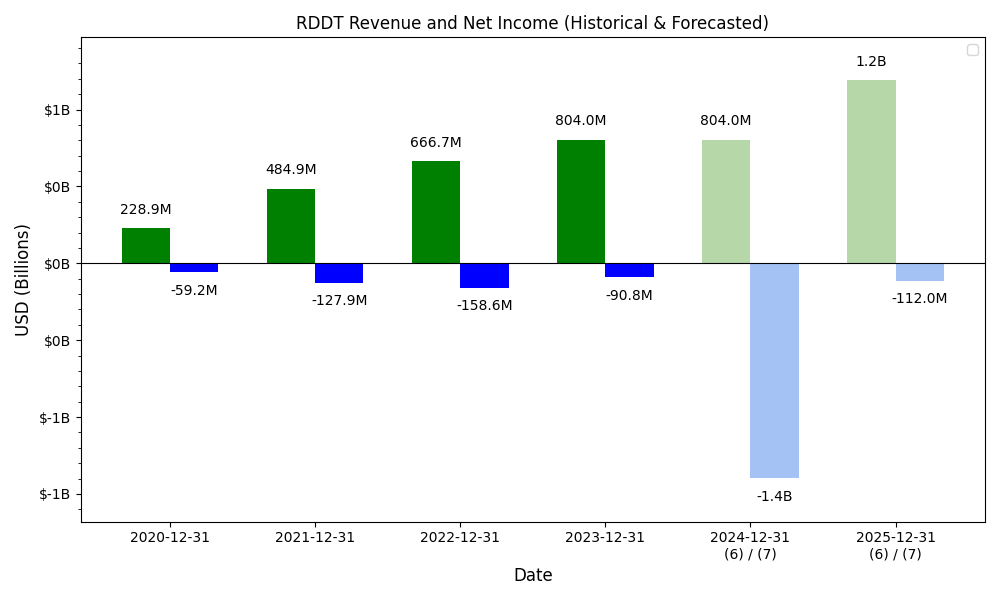 RDDT Revenue and Net Income (Historical & Forecasted)
1.2B
$1B
804.0M
804.0M
666.7M
$0B
484.9M
228.9M
$0B
-59.2M
-127.9M
-158.6M
-90.8M
-112.0M
USD (Billions)
$0B
$-1B
$-1B
-1.4B
2020-12-31
2021-12-31
2022-12-31
2023-12-31
2024-12-31
(6) / (7)
2025-12-31
(6) / (7)
Date